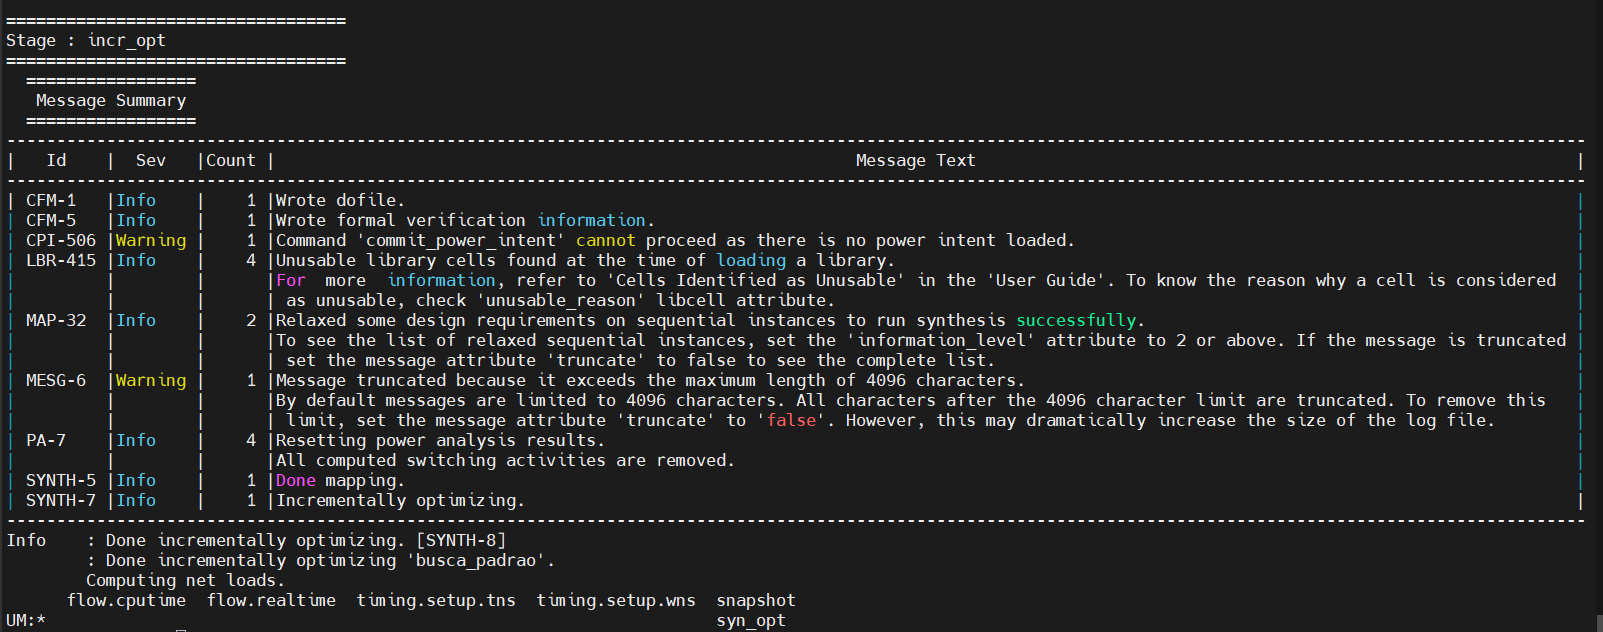 ==================================
Stage : incr_opt
==================================
  =================
   Message Summary
  =================
--------------------------------------------------------------------------------------------------------------------------------------------------------------
|   Id    |  Sev   |Count |                                                          Message Text                                                            |
--------------------------------------------------------------------------------------------------------------------------------------------------------------
| CFM-1   |Info    |    1 |Wrote dofile.                                                                                                                     |
| CFM-5   |Info    |    1 |Wrote formal verification information.                                                                                            |
| CPI-506 |Warning |    1 |Command 'commit_power_intent' cannot proceed as there is no power intent loaded.                                                  |
| LBR-415 |Info    |    4 |Unusable library cells found at the time of loading a library.                                                                    |
|         |        |      |For  more  information, refer to 'Cells Identified as Unusable' in the 'User Guide'. To know the reason why a cell is considered  |
|         |        |      | as unusable, check 'unusable_reason' libcell attribute.                                                                          |
| MAP-32  |Info    |    2 |Relaxed some design requirements on sequential instances to run synthesis successfully.                                           |
|         |        |      |To see the list of relaxed sequential instances, set the 'information_level' attribute to 2 or above. If the message is truncated |
|         |        |      | set the message attribute 'truncate' to false to see the complete list.                                                          |
| MESG-6  |Warning |    1 |Message truncated because it exceeds the maximum length of 4096 characters.                                                       |
|         |        |      |By default messages are limited to 4096 characters. All characters after the 4096 character limit are truncated. To remove this   |
|         |        |      | limit, set the message attribute 'truncate' to 'false'. However, this may dramatically increase the size of the log file.        |
| PA-7    |Info    |    4 |Resetting power analysis results.                                                                                                 |
|         |        |      |All computed switching activities are removed.                                                                                    |
| SYNTH-5 |Info    |    1 |Done mapping.                                                                                                                     |
| SYNTH-7 |Info    |    1 |Incrementally optimizing.                                                                                                         |
--------------------------------------------------------------------------------------------------------------------------------------------------------------
Info    : Done incrementally optimizing. [SYNTH-8]
        : Done incrementally optimizing 'busca_padrao'.
        Computing net loads.
      flow.cputime  flow.realtime  timing.setup.tns  timing.setup.wns  snapshot
UM:*                                                                   syn_opt